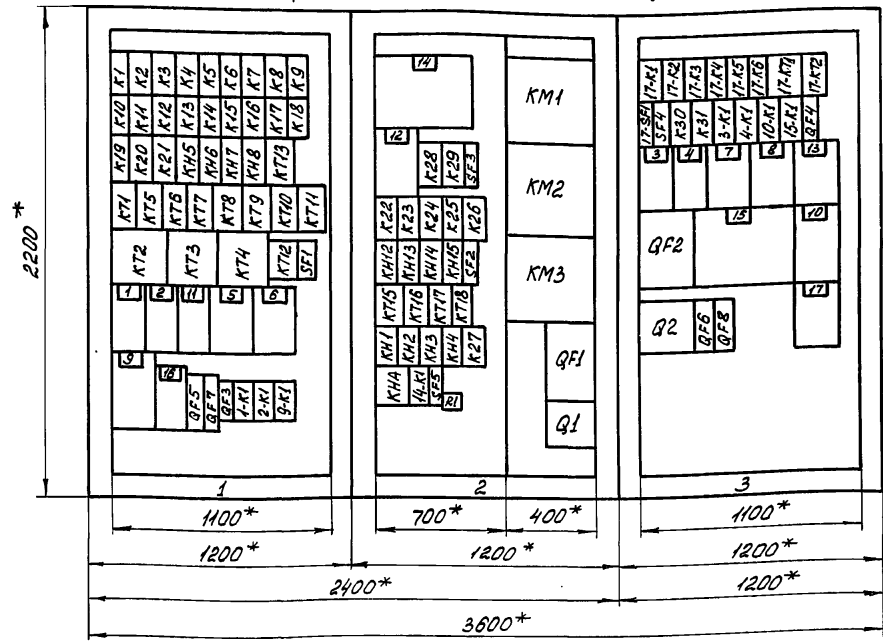 K1 K2 K3 K4 K5 K6 K7 K8 K9
K10 K11 K12 K13 K14 K15 K16 K17 K18
K19 K20 K21 KH5 KH6 KH7 KH8 KT13
KT1 KT5 KT6 KT7 KT8 KT9 KT10 KT11
KT2 KT3 KT4 KT12 SF1
1 2 11 5 6
9 16 QF5 QF7 QF3 1-K1 2-K1 9-K1
1
14
12 K28 K29 SF3
K22 K23 K24 K25 K26
KH12 KH13 KH14 KH15 SF2
KT15 KT16 KT17 KT18
KH1 KH2 KH3 KH4 K27
KHA 14-K1 SF5 R1
KM1
KM2
KM3
QF1
Q1
2
17-K1 17-K2 17-K3 17-K4 17-K5 17-K6 17-KT1 17-KT2
17-SF1 SF4 K30 K31 3-K1 4-K1 10-K1 15-K1 QF4
3 4 7 8 13
QF2 15 10
17
Q2 QF6 QF8
3
2200*
1100* 700* 400* 1100*
1200* 1200* 1200*
2400* 1200*
3600*